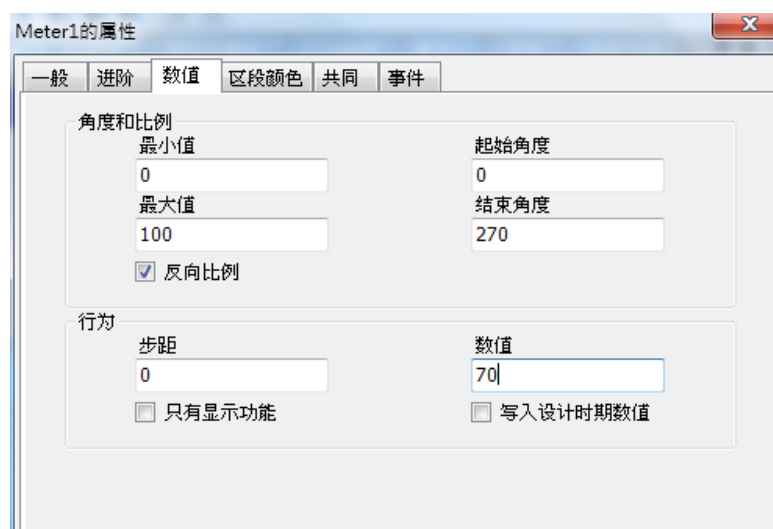 Meter1的属性
一般 进阶 数值 区段颜色 共同 事件
角度和比例
最小值 起始角度
0 0
最大值 结束角度
100 270
反向比例
行为
步距 数值
0 70
只有显示功能 写入设计时期数值